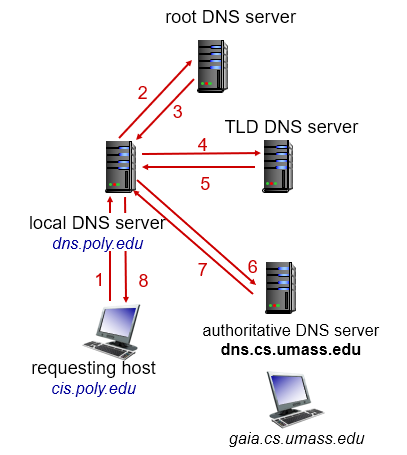 root DNS server
2
3
TLD DNS server
4
5
local DNS server
dns.poly.edu
1
8
7
6
authoritative DNS server
dns.cs.umass.edu
requesting host
cis.poly.edu
gaia.cs.umass.edu